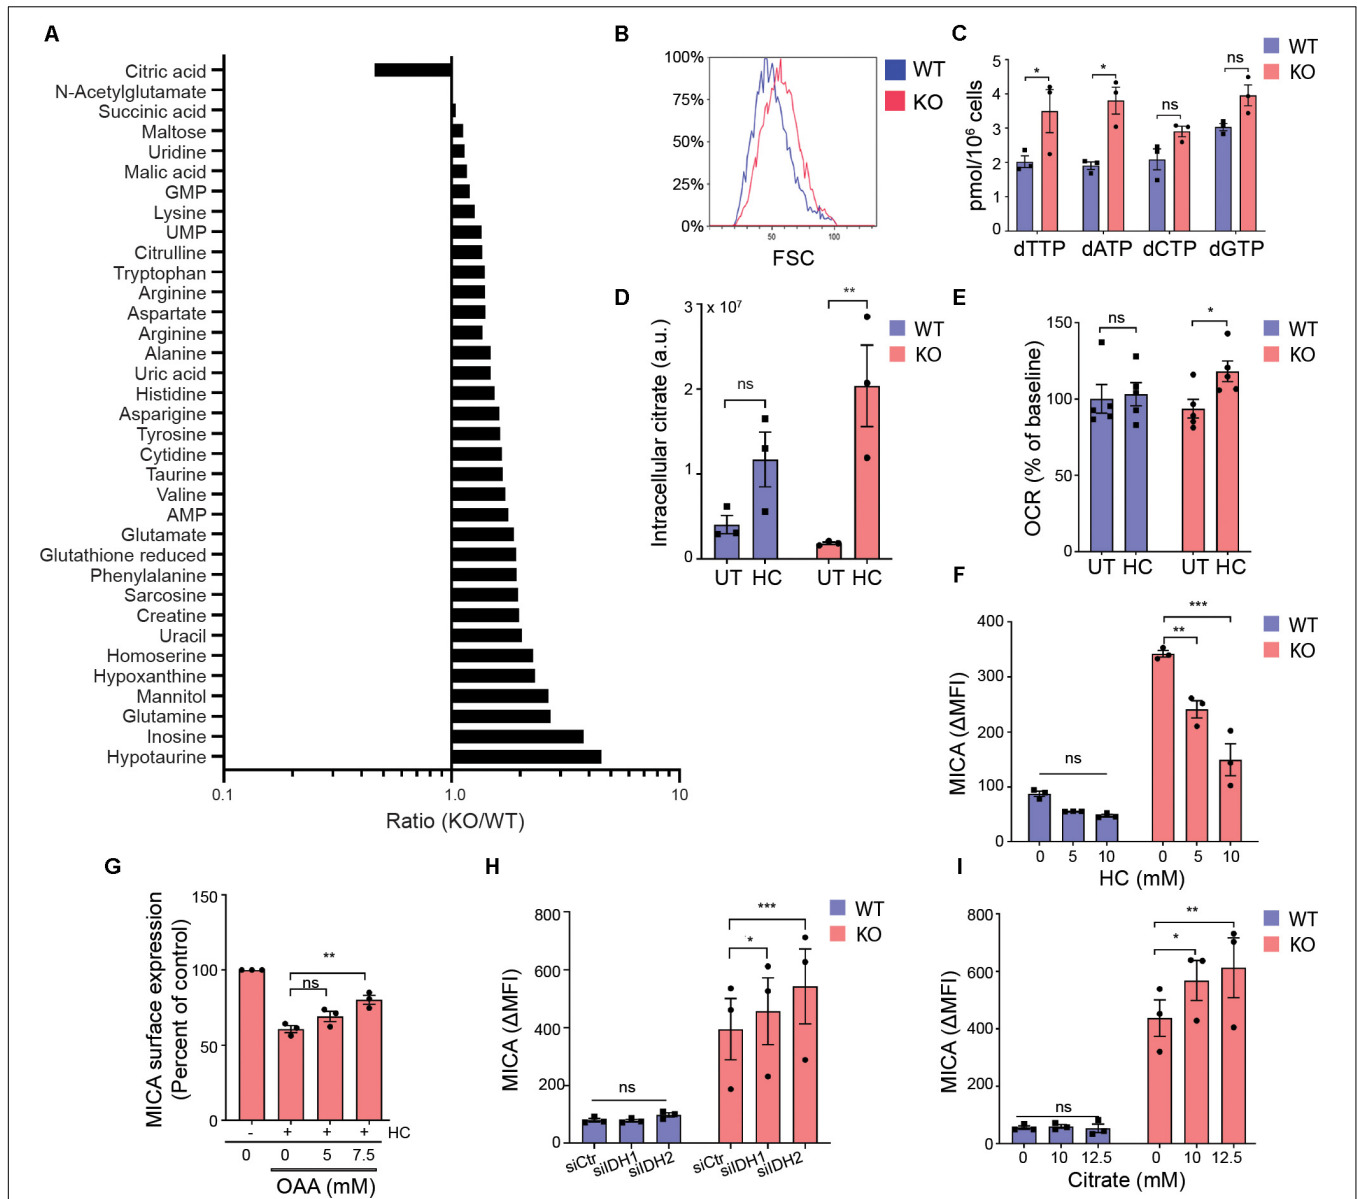 A
Citric acid
N-Acetylglutamate
Succinic acid
Maltose
Uridine
Malic acid
GMP
Lysine
UMP
Citrulline
Tryptophan
Arginine
Aspartate
Arginine
Alanine
Uric acid
Histidine
Asparigine
Tyrosine
Cytidine
Taurine
Valine
AMP
Glutamate
Glutathione reduced
Phenylalanine
Sarcosine
Creatine
Uracil
Homoserine
Hypoxanthine
Mannitol
Glutamine
Inosine
Hypotaurine
0.1 1.0 10
Ratio (KO/WT)
B
100%
75%
50%
25%
0%
50 100
FSC
WT
KO
C
WT
KO
pmol/10⁶ cells
5
4
3
2
1
0
* * ns ns
dTTP dATP dCTP dGTP
D
3 x 10⁷
2
1
0
Intracellular citrate (a.u.)
ns **
UT HC UT HC
WT
KO
E
150
100
50
0
OCR (% of baseline)
ns *
UT HC UT HC
WT
KO
F
400
300
200
100
0
MICA (ΔMFI)
ns ** ***
0 5 10 0 5 10
HC (mM)
WT
KO
G
150
100
50
0
MICA surface expression
(Percent of control)
ns **
- + + + HC
0 0 5 7.5
OAA (mM)
H
800
600
400
200
0
MICA (ΔMFI)
ns * ***
siCtr siIDH1 siIDH2 siCtr siIDH1 siIDH2
WT
KO
I
800
600
400
200
0
MICA (ΔMFI)
ns * **
0 10 12.5 0 10 12.5
Citrate (mM)
WT
KO